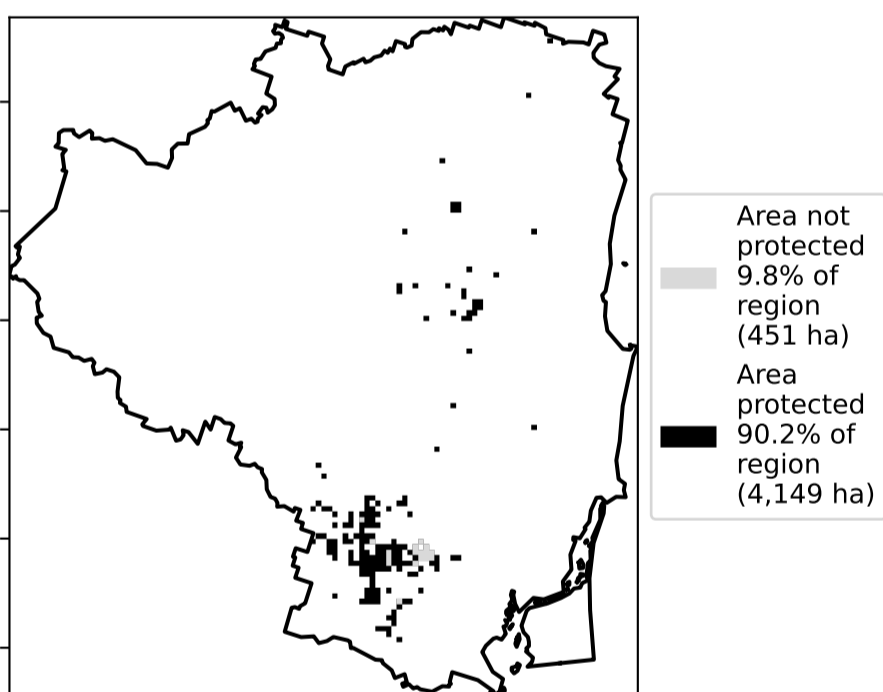 Area not
protected
9.8% of
region
(451 ha)
Area
protected
90.2% of
region
(4,149 ha)